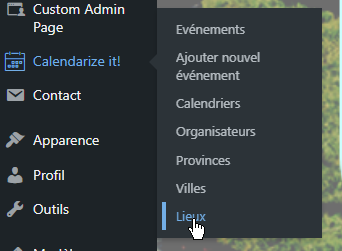 Custom Admin
Page
Calendarize it!
Contact
Apparence
Profil
Outils
Evénements
Ajouter nouvel
événement
Calendriers
Organisateurs
Provinces
Villes
Lieux